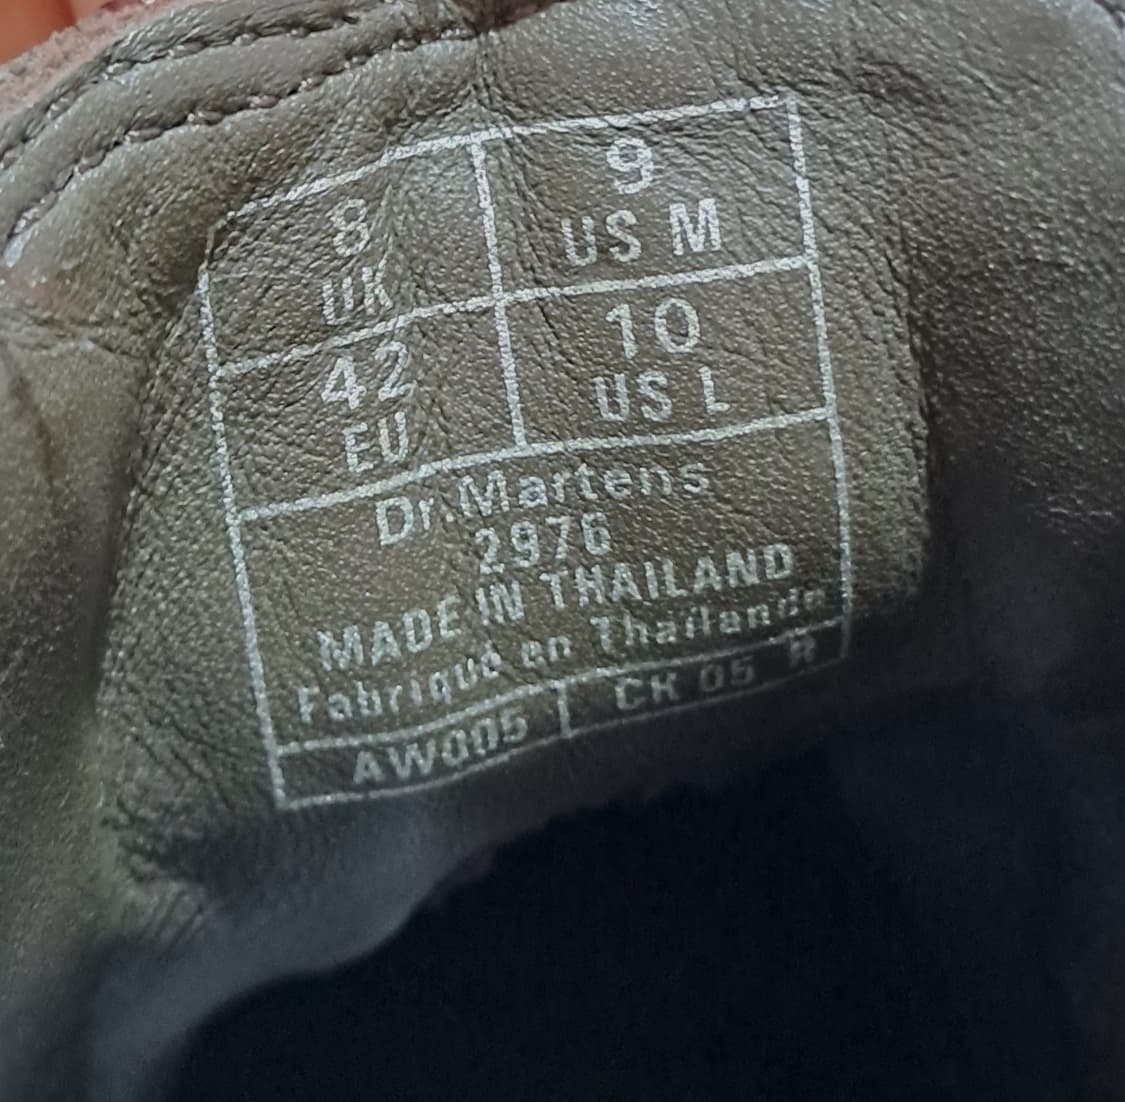 8
UK
9
US M
42
EU
10
US L
Dr.Martens
2976
MADE IN THAILAND
Fabriqué en Thaïlande
AW005
CK 05 R